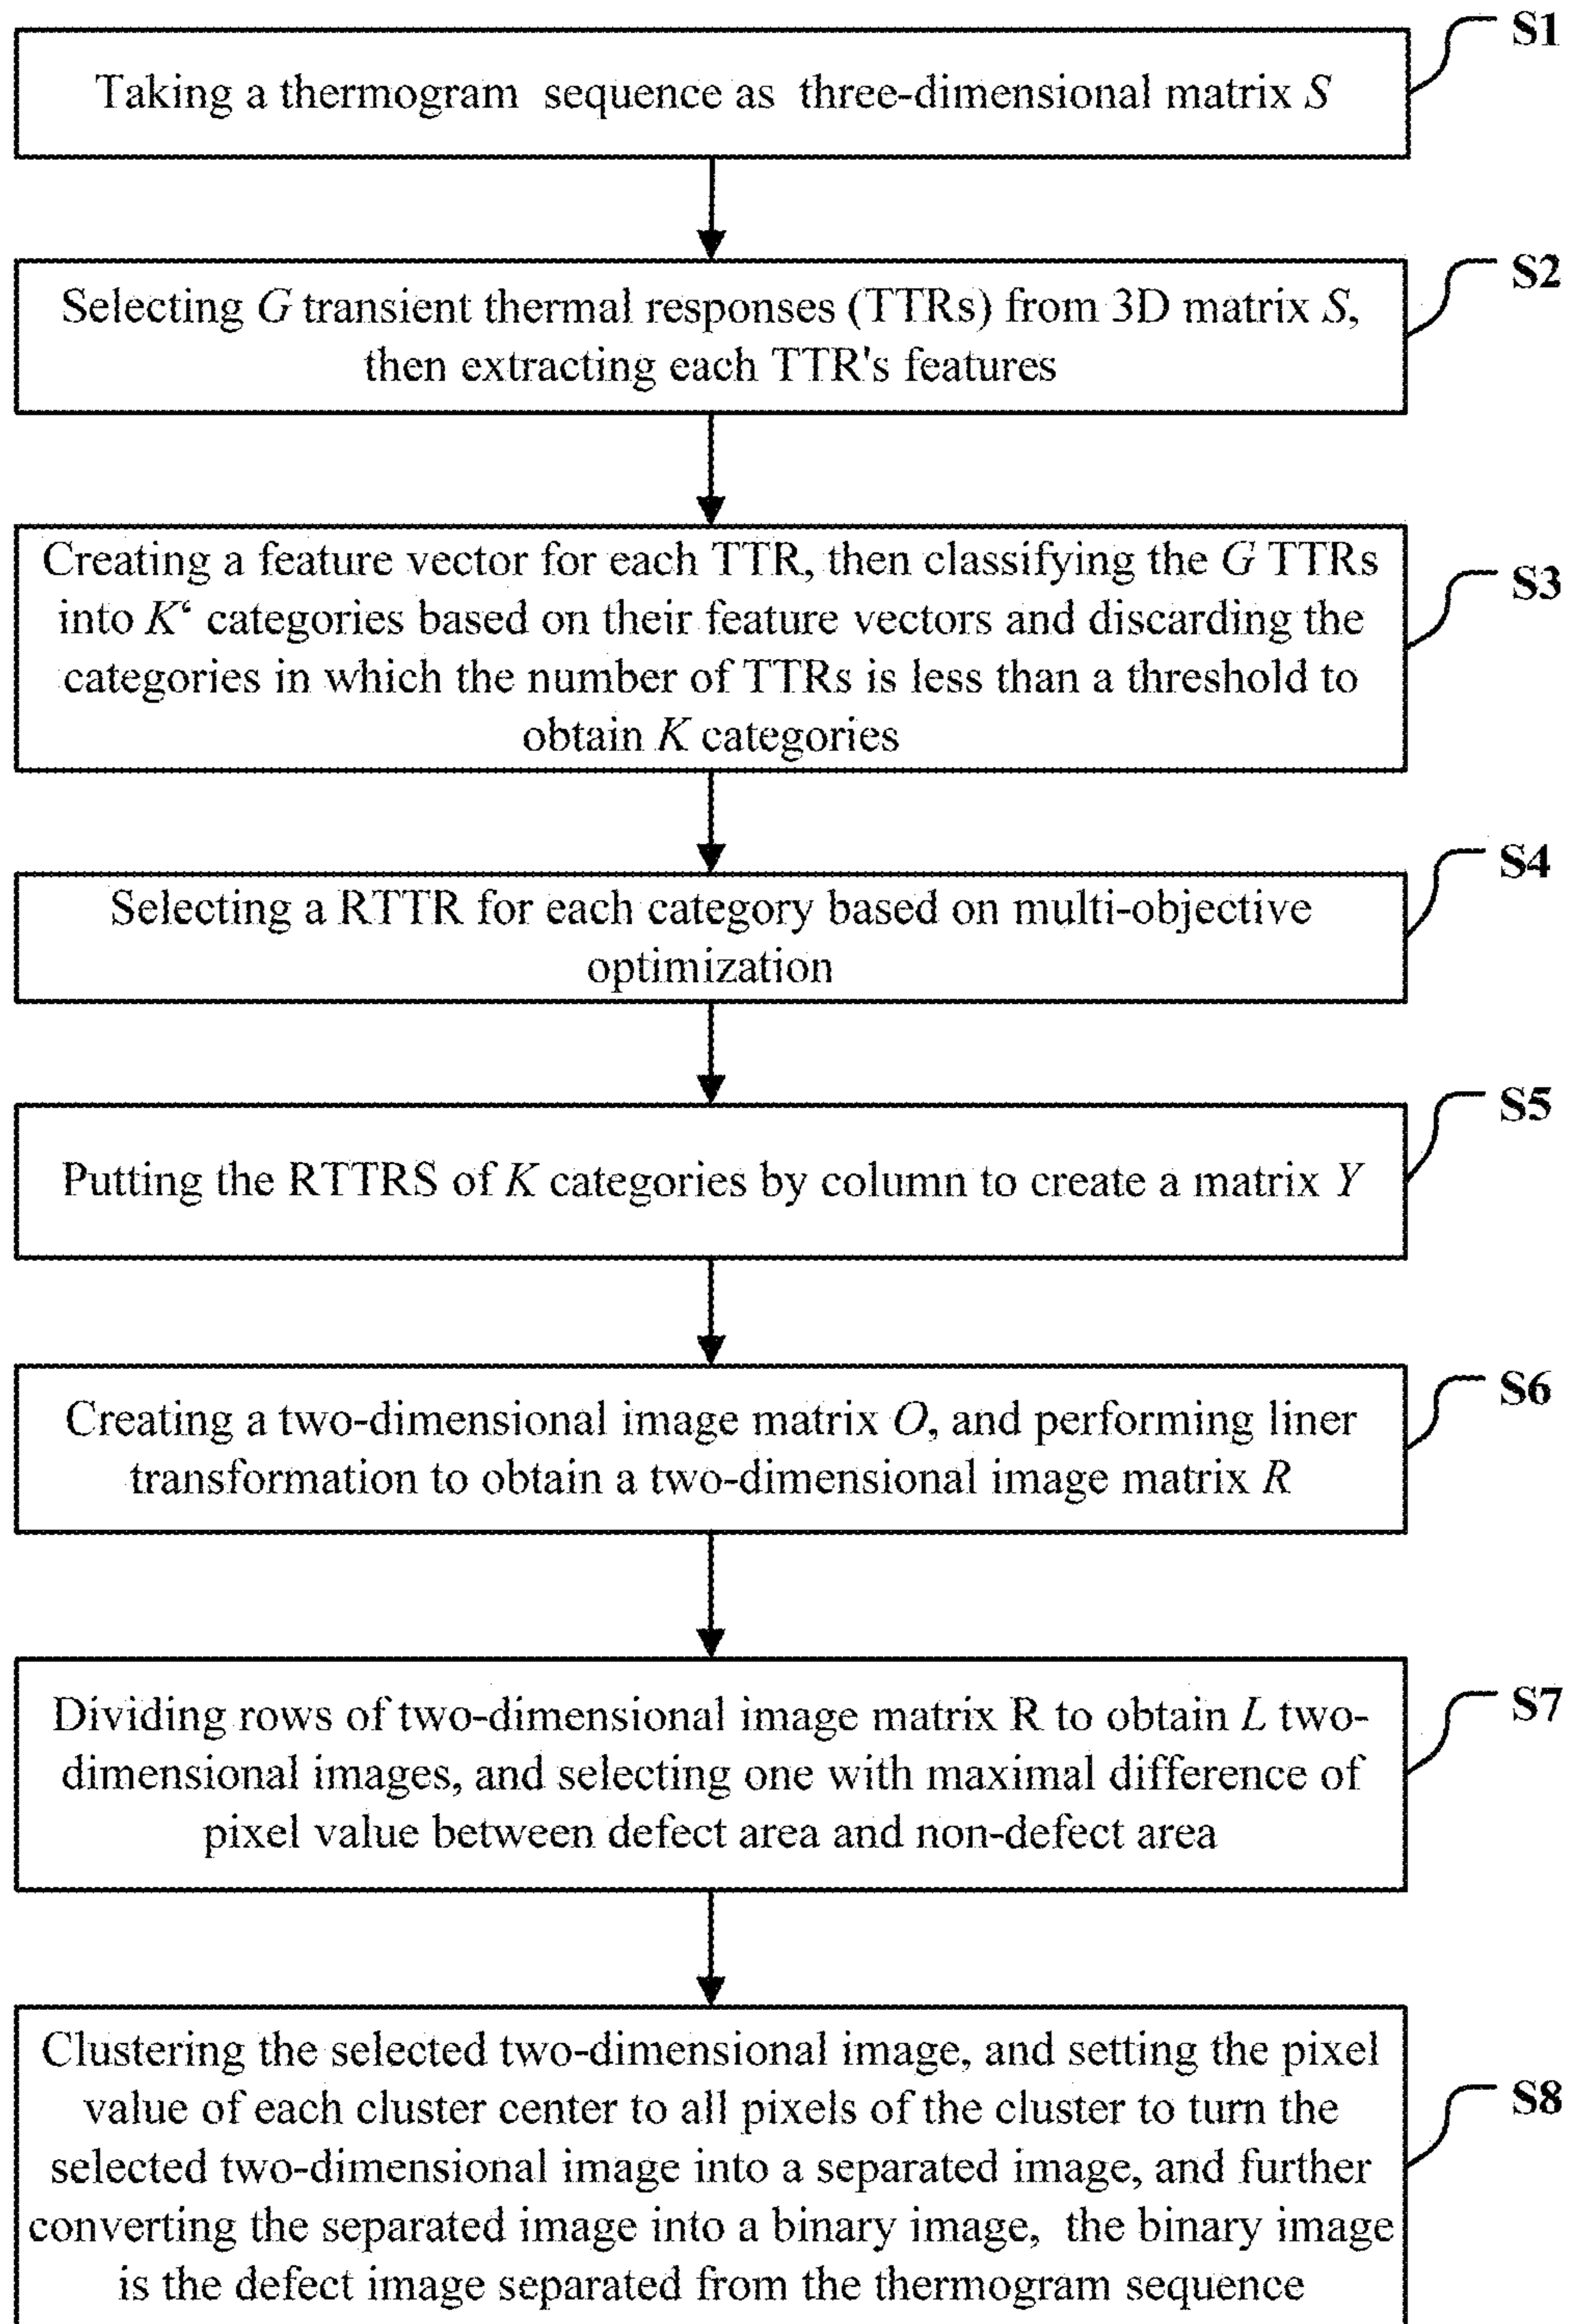 S1
Taking a thermogram sequence as three-dimensional matrix S
S2
Selecting G transient thermal responses (TTRs) from 3D matrix S,
then extracting each TTR's features
S3
Creating a feature vector for each TTR, then classifying the G TTRs
into K‘ categories based on their feature vectors and discarding the
categories in which the number of TTRs is less than a threshold to
obtain K categories
S4
Selecting a RTTR for each category based on multi-objective
optimization
S5
Putting the RTTRS of K categories by column to create a matrix Y
S6
Creating a two-dimensional image matrix O, and performing liner
transformation to obtain a two-dimensional image matrix R
S7
Dividing rows of two-dimensional image matrix R to obtain L two-
dimensional images, and selecting one with maximal difference of
pixel value between defect area and non-defect area
S8
Clustering the selected two-dimensional image, and setting the pixel
value of each cluster center to all pixels of the cluster to turn the
selected two-dimensional image into a separated image, and further
converting the separated image into a binary image, the binary image
is the defect image separated from the thermogram sequence